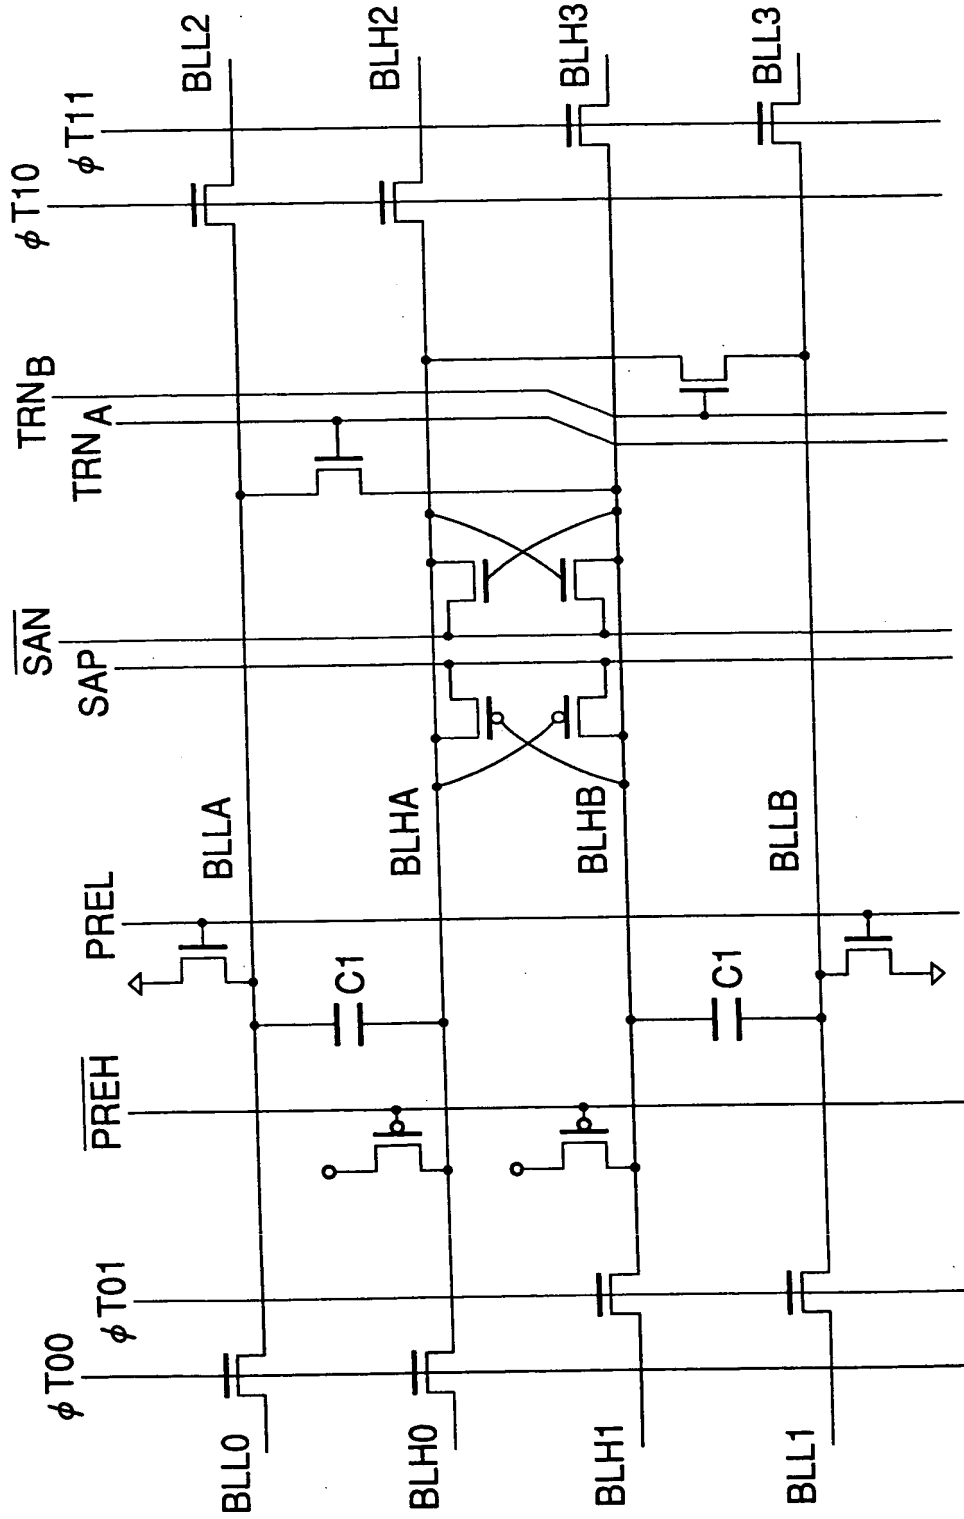 φT00
φT01
PREH
PREL
SAP
SAN
TRNA
TRNB
φT10
φT11
BLL0
BLLA
BLL2
C1
BLH0
BLHA
BLH2
BLH1
BLHB
BLH3
C1
BLL1
BLLB
BLL3